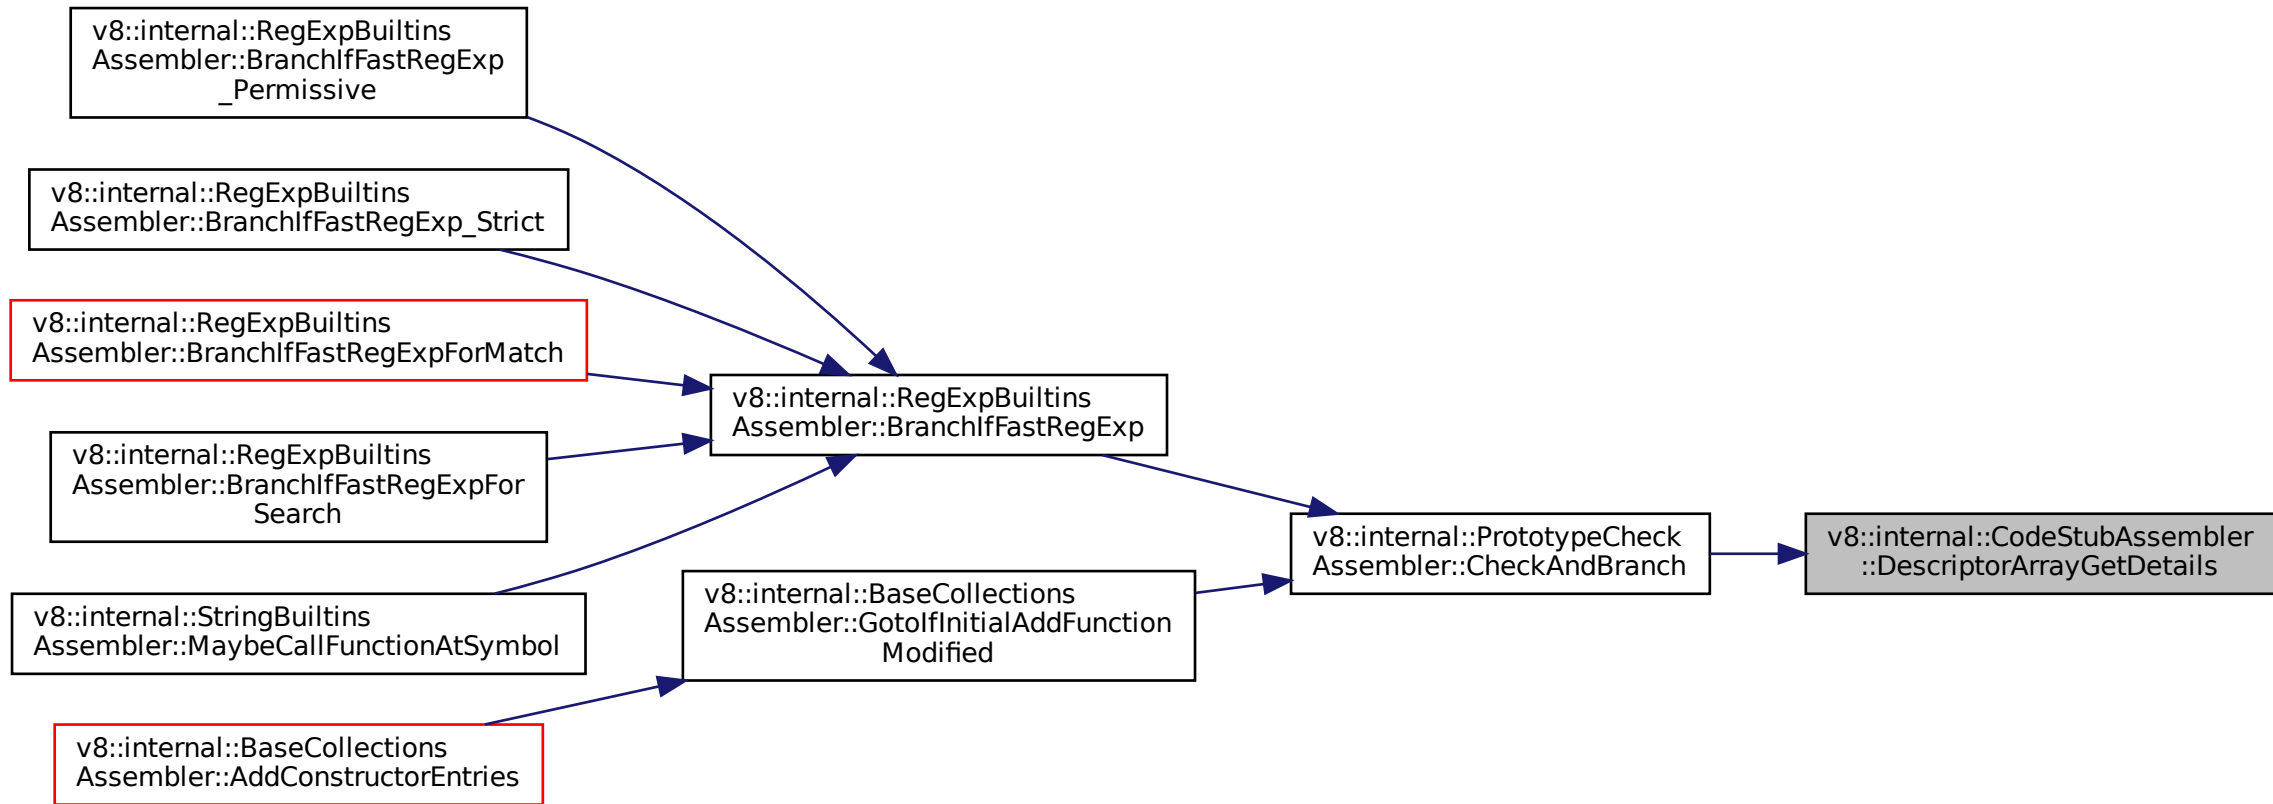 v8::internal::RegExpBuiltins
Assembler::BranchIfFastRegExp
_Permissive
v8::internal::RegExpBuiltins
Assembler::BranchIfFastRegExp_Strict
v8::internal::RegExpBuiltins
Assembler::BranchIfFastRegExpForMatch
v8::internal::RegExpBuiltins
Assembler::BranchIfFastRegExpFor
Search
v8::internal::StringBuiltins
Assembler::MaybeCallFunctionAtSymbol
v8::internal::BaseCollections
Assembler::AddConstructorEntries
v8::internal::RegExpBuiltins
Assembler::BranchIfFastRegExp
v8::internal::BaseCollections
Assembler::GotoIfInitialAddFunction
Modified
v8::internal::PrototypeCheck
Assembler::CheckAndBranch
v8::internal::CodeStubAssembler
::DescriptorArrayGetDetails